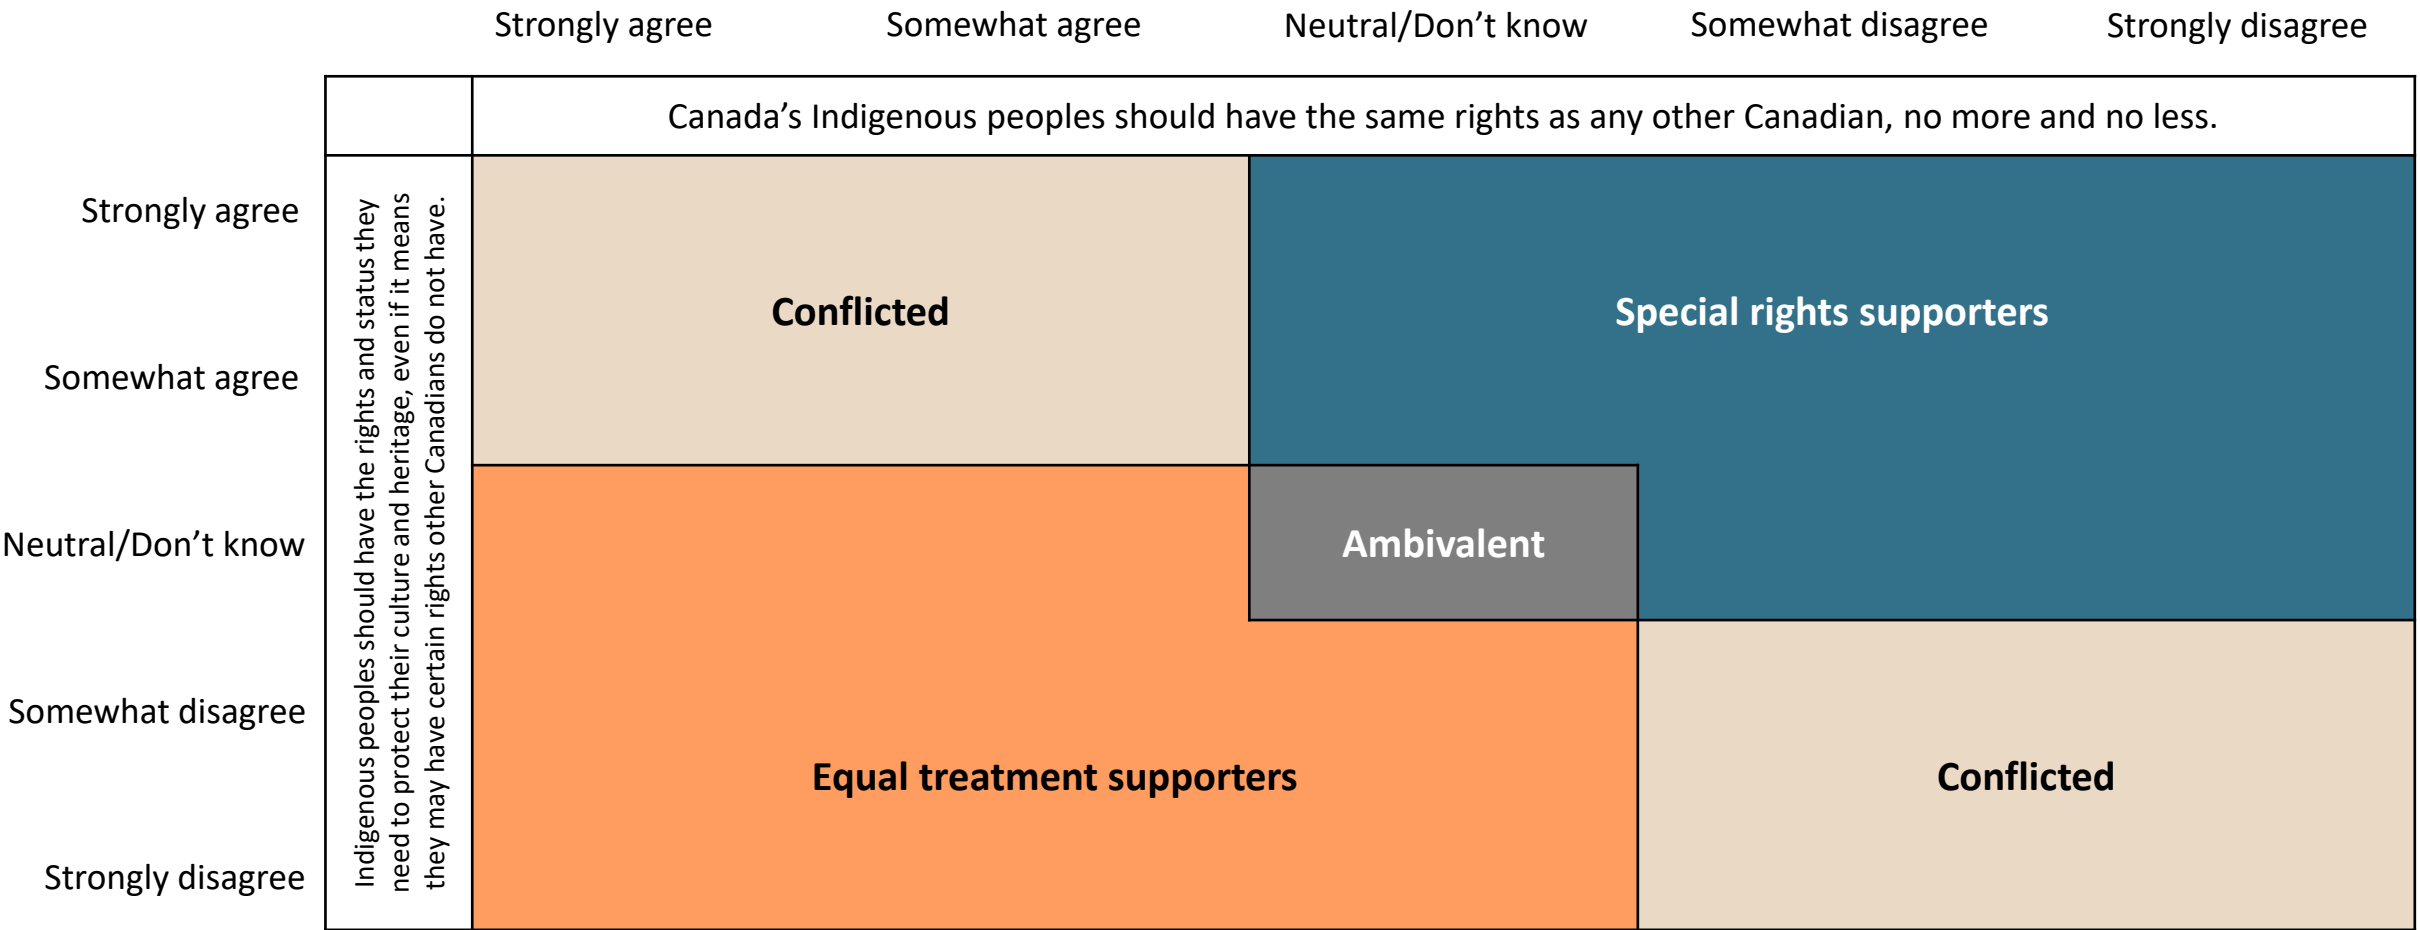 Strongly agree Somewhat agree Neutral/Don’t know Somewhat disagree Strongly disagree
Canada’s Indigenous peoples should have the same rights as any other Canadian, no more and no less.
Indigenous peoples should have the rights and status they
need to protect their culture and heritage, even if it means
they may have certain rights other Canadians do not have.
Strongly agree
Conflicted Special rights supporters
Somewhat agree
Neutral/Don’t know
Ambivalent
Somewhat disagree
Equal treatment supporters Conflicted
Strongly disagree